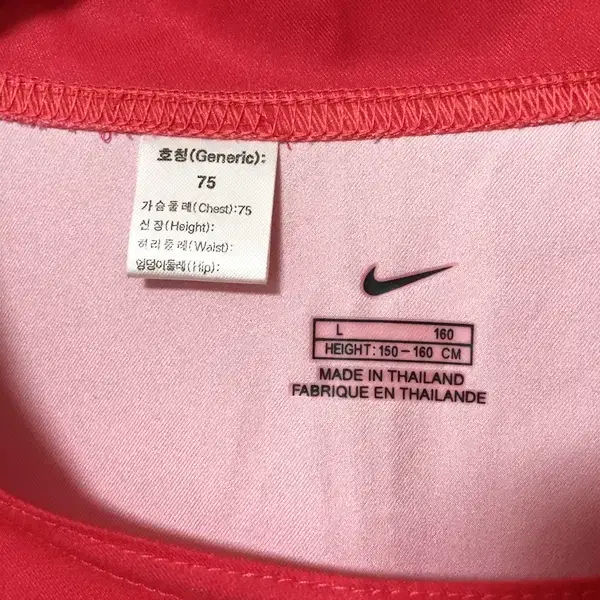 호칭(Generic):
75
가슴둘레(Chest):75
신장(Height):
허리둘레(Waist):
엉덩이둘레(Hip):
L 160
HEIGHT: 150-160 CM
MADE IN THAILAND
FABRIQUE EN THAILANDE